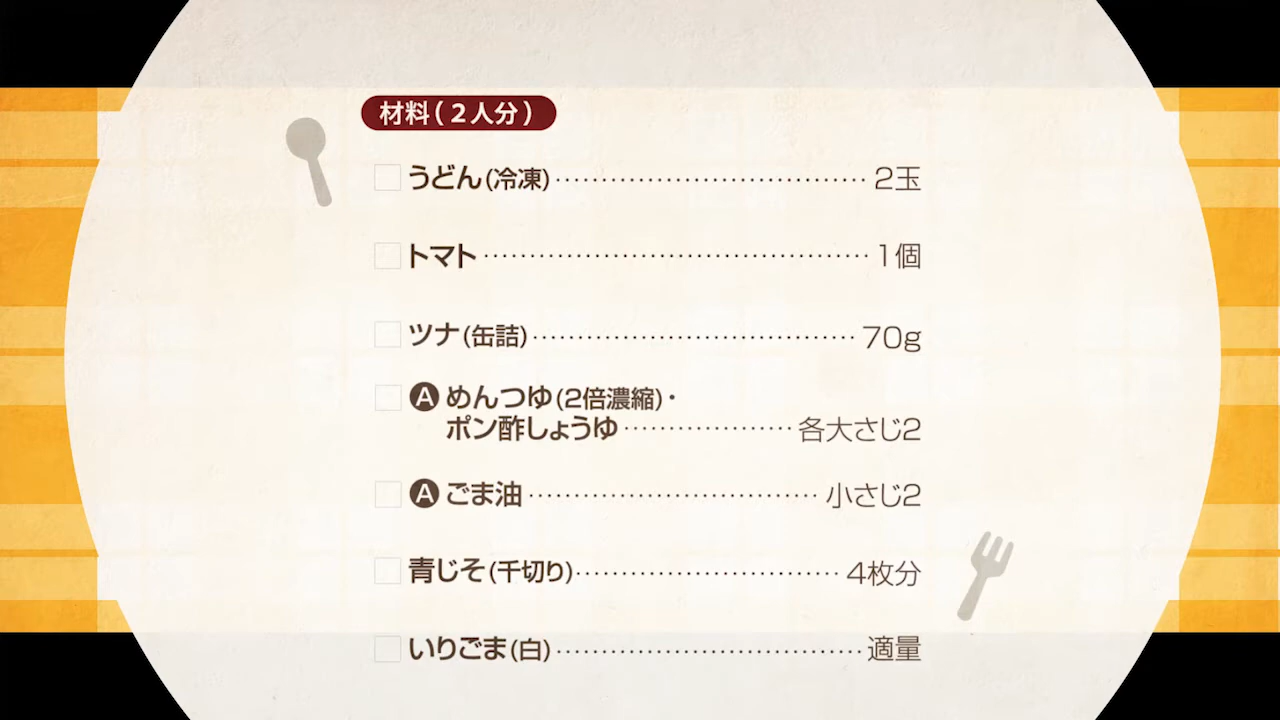 材料(2人分)
うどん(冷凍)……………………………2玉
トマト……………………………1個
ツナ(缶詰)……………………………70g
A めんつゆ(2倍濃縮)・
ポン酢しょうゆ………………各大さじ2
A ごま油……………………………小さじ2
青じそ(千切り)……………………………4枚分
いりごま(白)……………………………適量